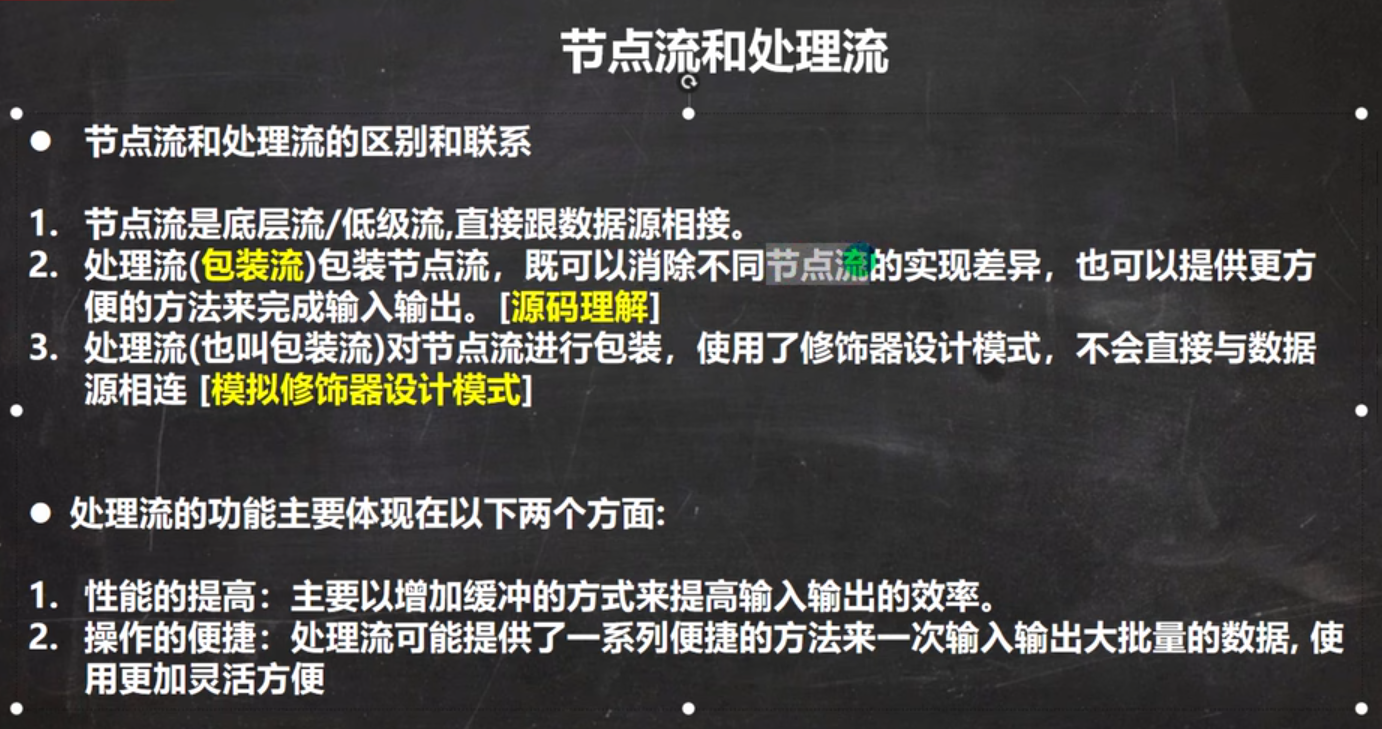 节点流和处理流
● 节点流和处理流的区别和联系
1. 节点流是底层流/低级流,直接跟数据源相接。
2. 处理流(包装流)包装节点流，既可以消除不同节点流的实现差异，也可以提供更方
便的方法来完成输入输出。[源码理解]
3. 处理流(也叫包装流)对节点流进行包装，使用了修饰器设计模式，不会直接与数据
源相连 [模拟修饰器设计模式]
● 处理流的功能主要体现在以下两个方面:
1. 性能的提高：主要以增加缓冲的方式来提高输入输出的效率。
2. 操作的便捷：处理流可能提供了一系列便捷的方法来一次输入输出大批量的数据, 使
用更加灵活方便